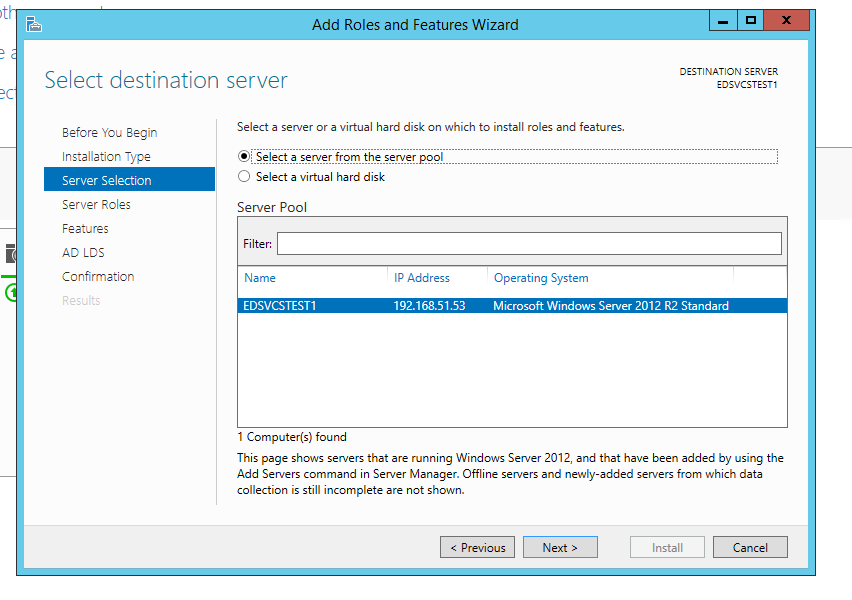 Add Roles and Features Wizard
Select destination server
DESTINATION SERVER
EDSVCSTEST1
Before You Begin
Installation Type
Server Selection
Server Roles
Features
AD LDS
Confirmation
Results
Select a server or a virtual hard disk on which to install roles and features.
Select a server from the server pool
Select a virtual hard disk
Server Pool
Filter:
Name IP Address Operating System
EDSVCSTEST1 192.168.51.53 Microsoft Windows Server 2012 R2 Standard
1 Computer(s) found
This page shows servers that are running Windows Server 2012, and that have been added by using the
Add Servers command in Server Manager. Offline servers and newly-added servers from which data
collection is still incomplete are not shown.
< Previous Next > Install Cancel